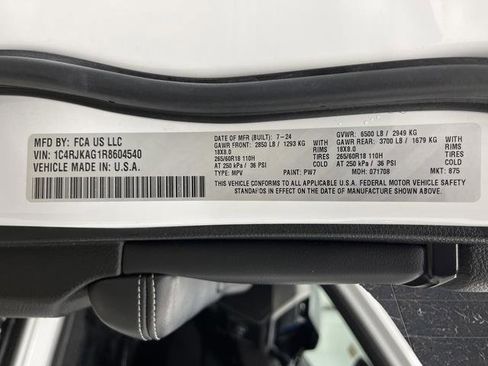 MFD BY: FCA US LLC
VIN: 1C4RJKAG1R8604540
VEHICLE MADE IN: U.S.A.
DATE OF MFR (BUILT): 7-24
GAWR FRONT: 2850 LB / 1293 KG WITH
18X8.0 RIMS
265/60R18 110H
AT 250 kPa / 36 PSI COLD
GVWR: 6500 LB / 2949 KG
GAWR REAR: 3700 LB / 1679 KG WITH
18X8.0 RIMS
265/60R18 110H
AT 250 kPa / 36 PSI COLD
TYPE: MPV PAINT: PW7 MDH: 071708 MKT: 875
THIS VEHICLE CONFORMS TO ALL APPLICABLE U.S.A. FEDERAL MOTOR VEHICLE SAFETY
STANDARDS IN EFFECT ON THE DATE OF MANUFACTURE SHOWN ABOVE.